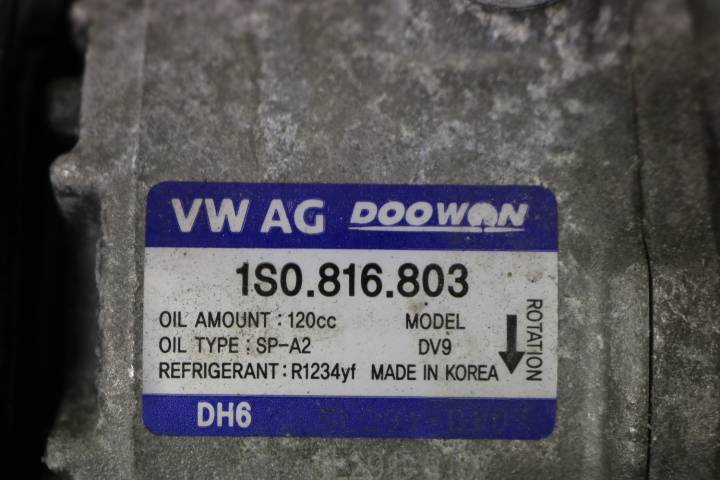 VW AG DOOWON
1S0.816.803
OIL AMOUNT : 120cc MODEL
OIL TYPE : SP-A2 DV9
REFRIGERANT : R1234yf MADE IN KOREA
ROTATION
DH6